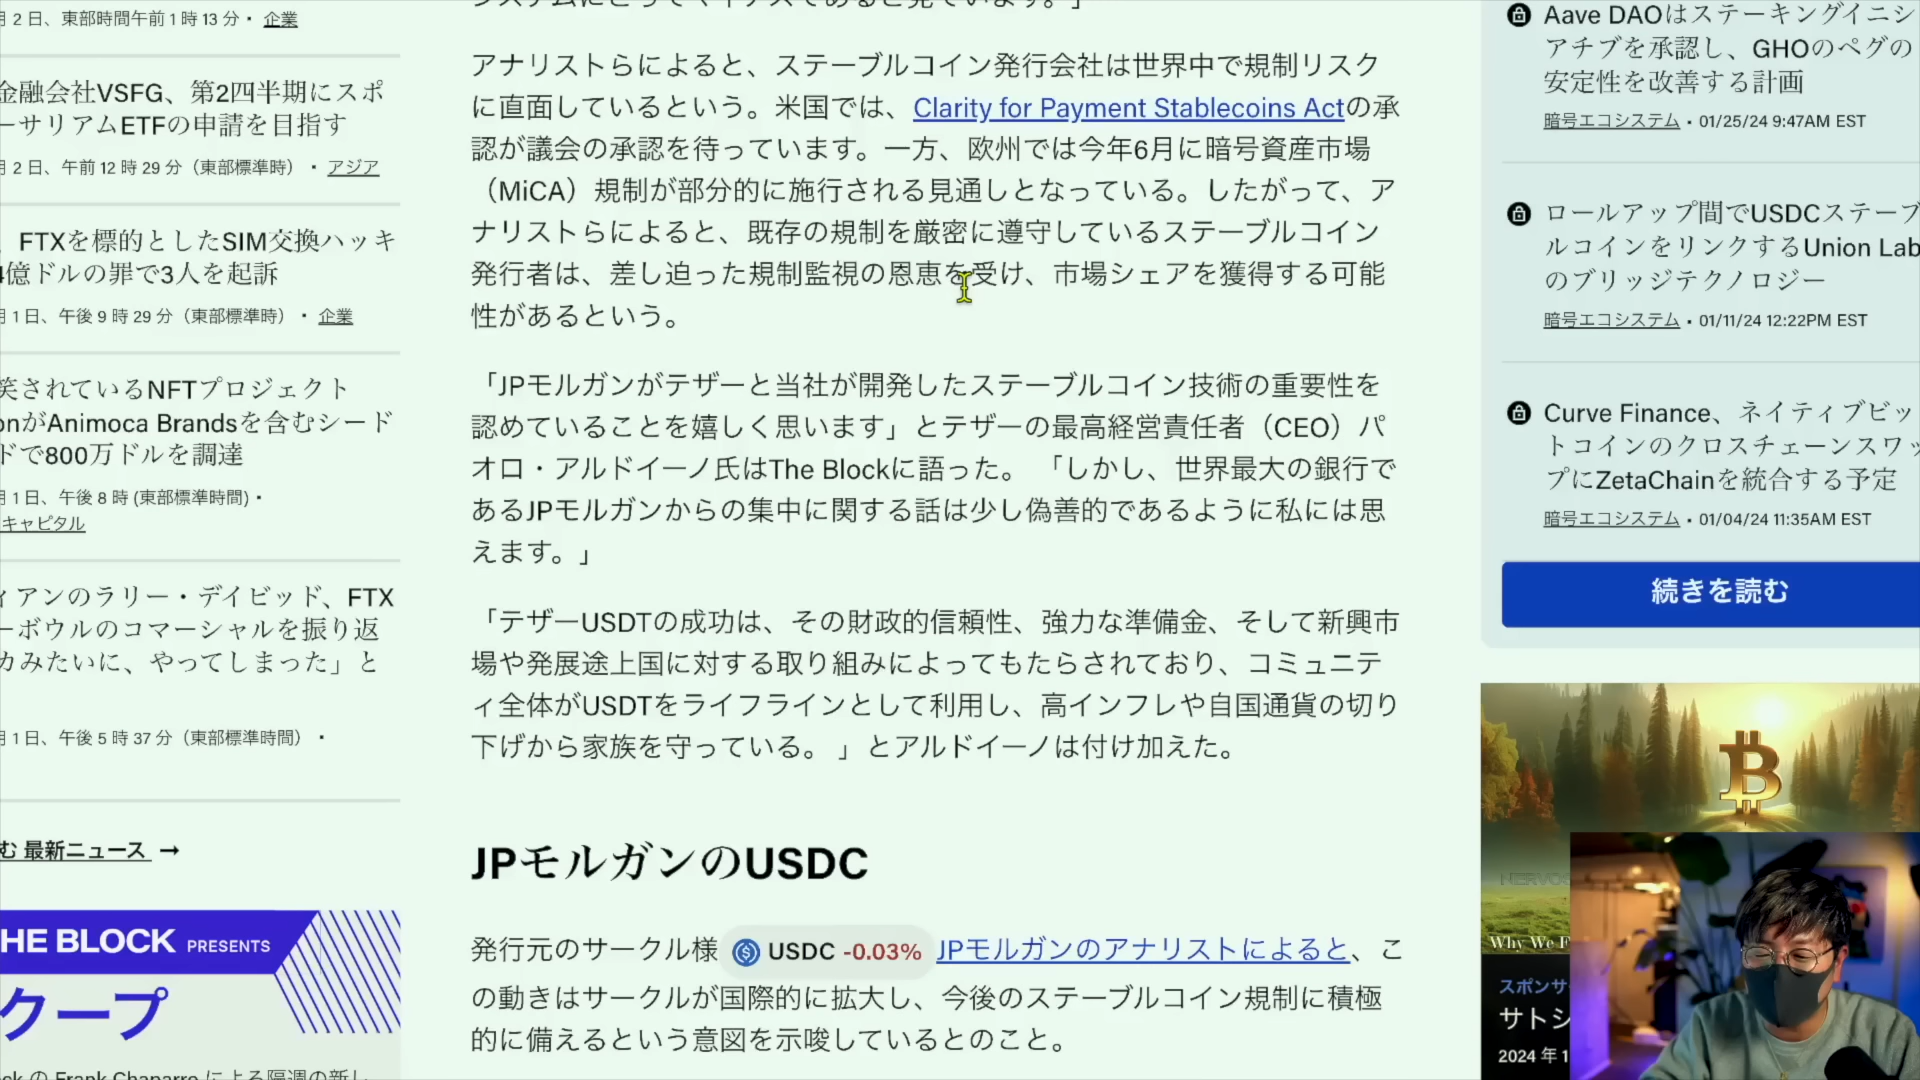 月 2 日、東部時間午前 1 時 13 分・ 企業
金融会社VSFG、第2四半期にスポ
ーサリアムETFの申請を目指す
月 2 日、午前 12 時 29 分（東部標準時）・ アジア
、FTXを標的としたSIM交換ハッキ
4億ドルの罪で3人を起訴
月 1 日、午後 9 時 29 分（東部標準時）・ 企業
笑されているNFTプロジェクト
onがAnimoca Brandsを含むシード
ドで800万ドルを調達
月 1 日、午後 8 時 (東部標準時間)・
キャピタル
ィアンのラリー・デイビッド、FTX
ーボウルのコマーシャルを振り返
カみたいに、やってしまった」と
月 1 日、午後 5 時 37 分（東部標準時間）・
む 最新ニュース →
HE BLOCK PRESENTS
クープ
アナリストらによると、ステーブルコイン発行会社は世界中で規制リスク
に直面しているという。米国では、Clarity for Payment Stablecoins Actの承
認が議会の承認を待っています。一方、欧州では今年6月に暗号資産市場
（MiCA）規制が部分的に施行される見通しとなっている。したがって、ア
ナリストらによると、既存の規制を厳密に遵守しているステーブルコイン
発行者は、差し迫った規制監視の恩恵を受け、市場シェアを獲得する可能
性があるという。
「JPモルガンがテザーと当社が開発したステーブルコイン技術の重要性を
認めていることを嬉しく思います」とテザーの最高経営責任者（CEO）パ
オロ・アルドイーノ氏はThe Blockに語った。 「しかし、世界最大の銀行で
あるJPモルガンからの集中に関する話は少し偽善的であるように私には思
えます。」
「テザーUSDTの成功は、その財政的信頼性、強力な準備金、そして新興市
場や発展途上国に対する取り組みによってもたらされており、コミュニテ
ィ全体がUSDTをライフラインとして利用し、高インフレや自国通貨の切り
下げから家族を守っている。 」とアルドイーノは付け加えた。
JPモルガンのUSDC
発行元のサークル様 USDC -0.03% JPモルガンのアナリストによると、こ
の動きはサークルが国際的に拡大し、今後のステーブルコイン規制に積極
的に備えるという意図を示唆しているとのこと。
Aave DAOはステーキングイニシ
アチブを承認し、GHOのペグの
安定性を改善する計画
暗号エコシステム • 01/25/24 9:47AM EST
ロールアップ間でUSDCステーブ
ルコインをリンクするUnion Lab
のブリッジテクノロジー
暗号エコシステム • 01/11/24 12:22PM EST
Curve Finance、ネイティブビッ
トコインのクロスチェーンスワッ
プにZetaChainを統合する予定
暗号エコシステム • 01/04/24 11:35AM EST
続きを読む
NERVOS
Why We F
スポンサ
サトシ
2024 年 1